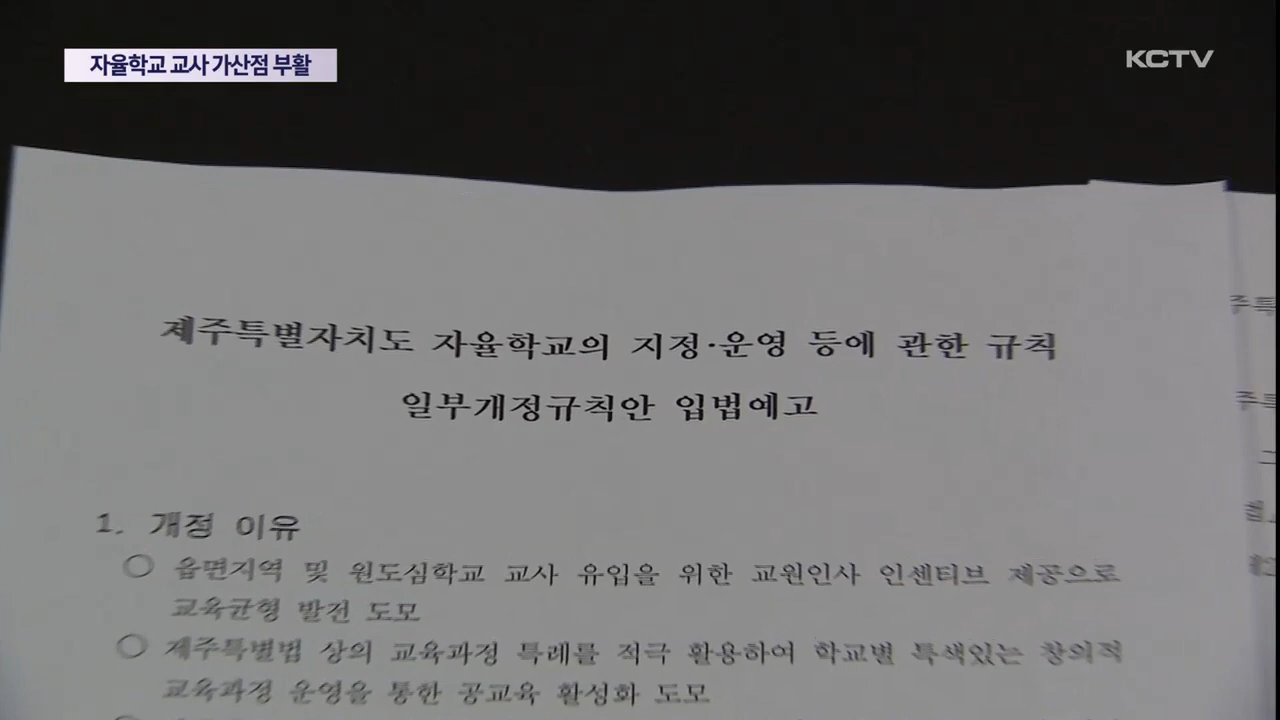 자율학교 교사 가산점 부활
KCTV
제주특별자치도 자율학교의 지정·운영 등에 관한 규칙
일부개정규칙안 입법예고
1. 개정 이유
○ 읍면지역 및 원도심학교 교사 유입을 위한 교원인사 인센티브 제공으로
교육균형 발전 도모
○ 제주특별법 상의 교육과정 특례를 적극 활용하여 학교별 특색있는 창의적
교육과정 운영을 통한 공교육 활성화 도모